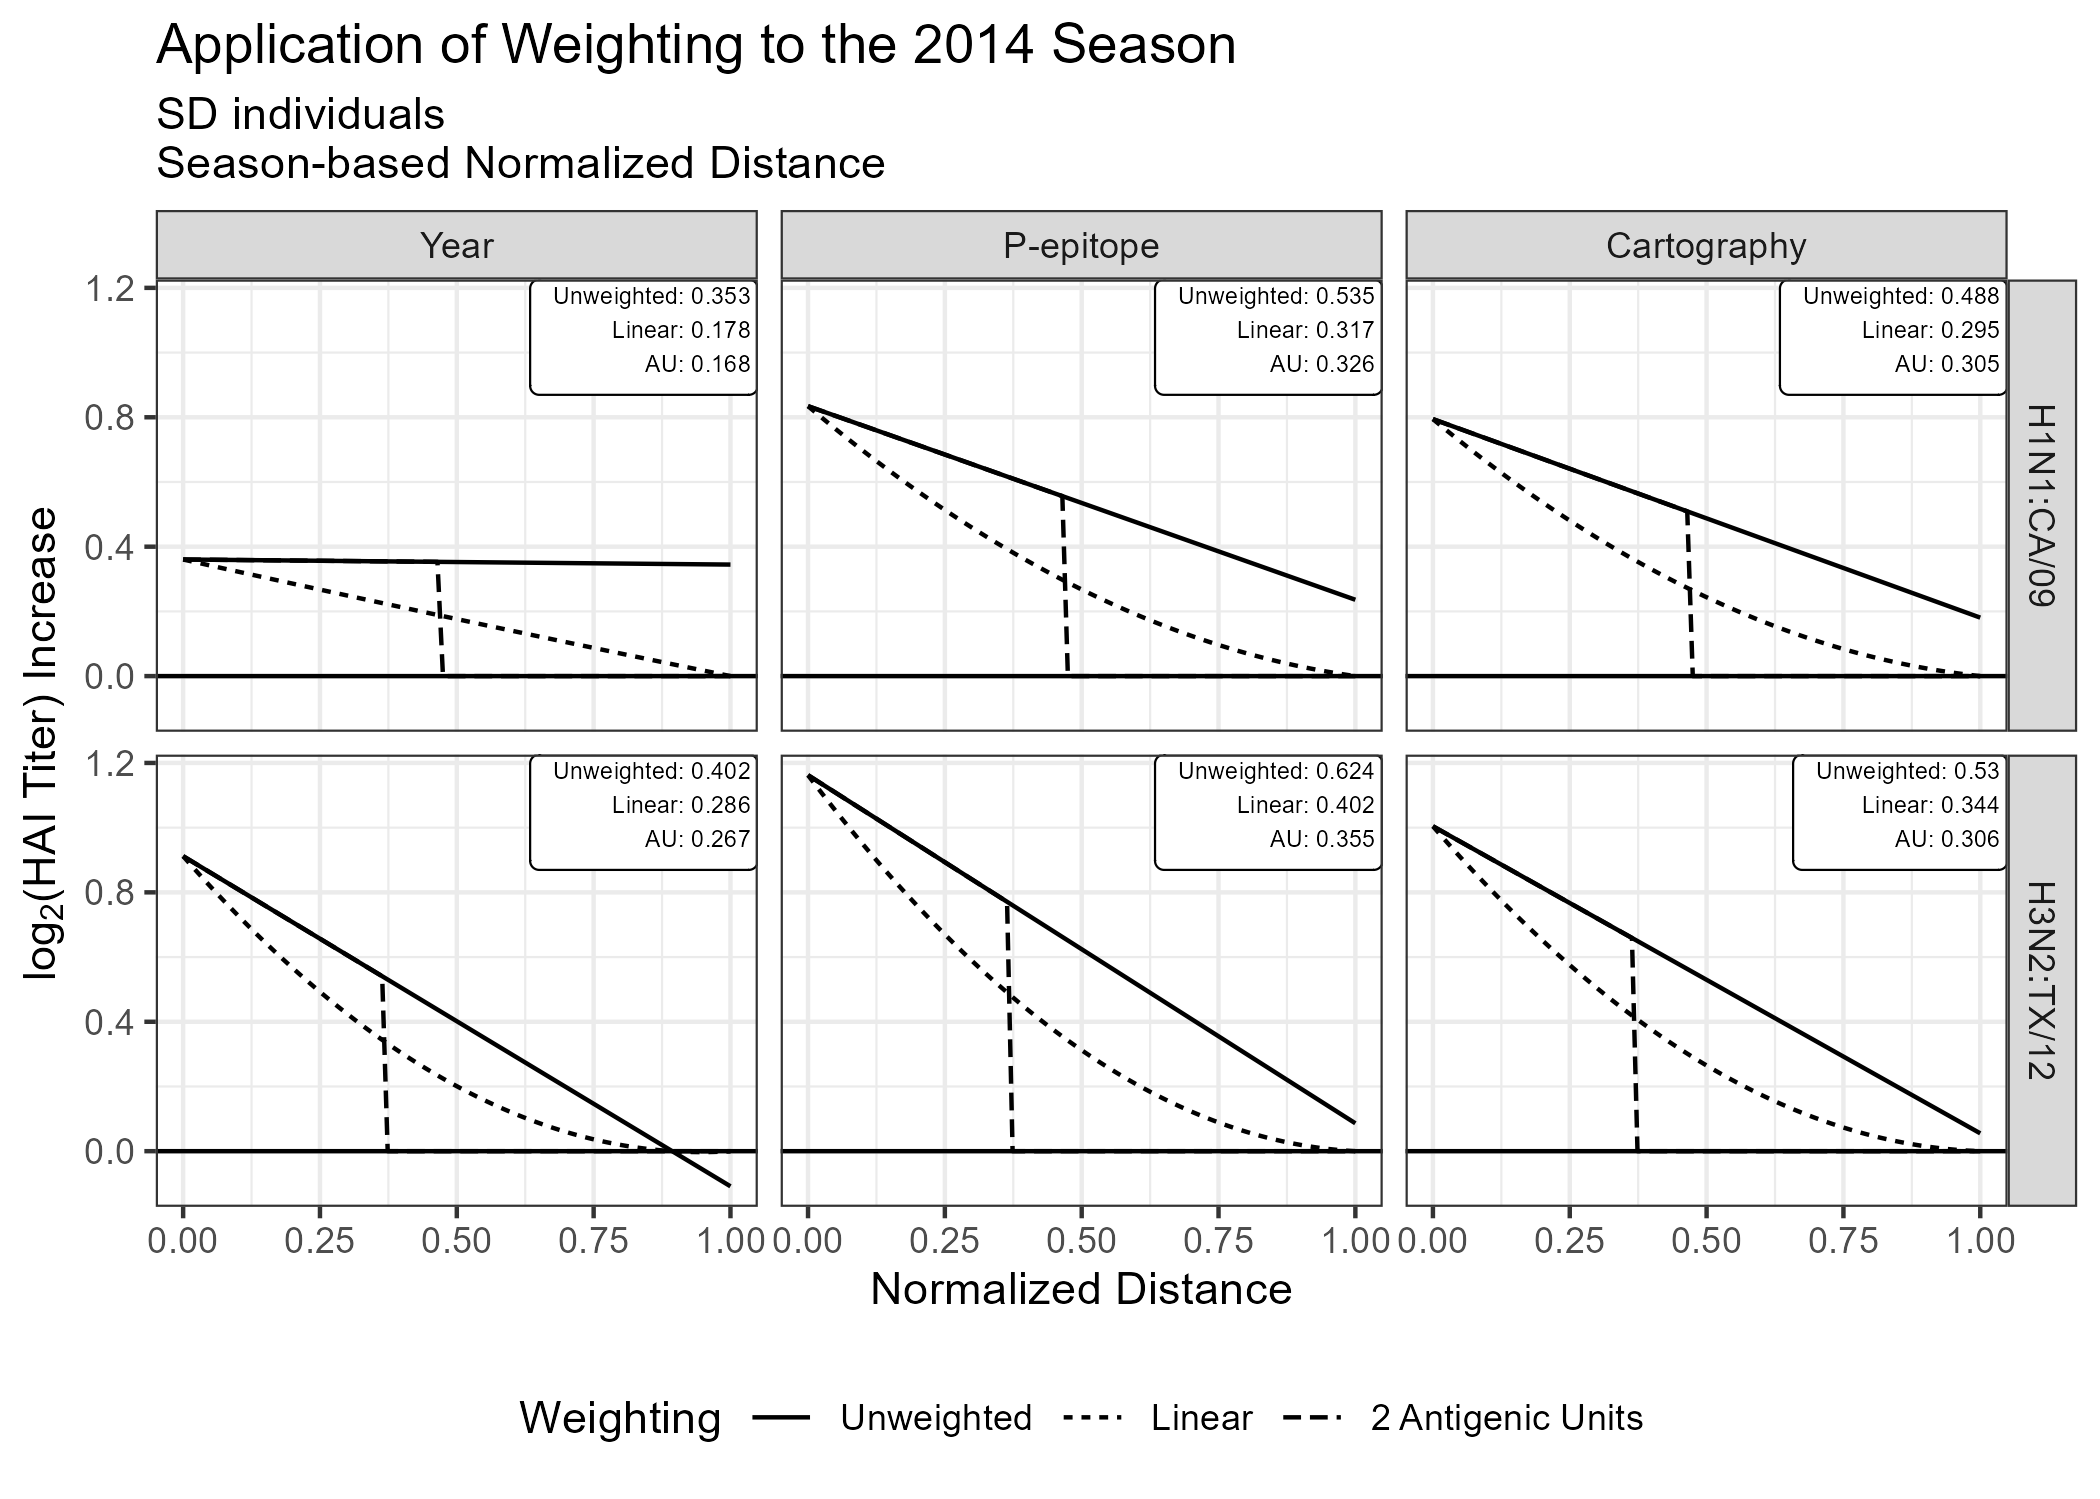 Application of Weighting to the 2014 Season
SD individuals
Season-based Normalized Distance
Year
P-epitope
Cartography
Unweighted: 0.353
Linear: 0.178
AU: 0.168
Unweighted: 0.535
Linear: 0.317
AU: 0.326
Unweighted: 0.488
Linear: 0.295
AU: 0.305
1.2
0.8
0.4
0.0
H1N1:CA/09
Unweighted: 0.402
Linear: 0.286
AU: 0.267
Unweighted: 0.624
Linear: 0.402
AU: 0.355
Unweighted: 0.53
Linear: 0.344
AU: 0.306
1.2
0.8
0.4
0.0
H3N2:TX/12
log₂(HAI Titer) Increase
0.00 0.25 0.50 0.75 1.00
0.00 0.25 0.50 0.75 1.00
0.00 0.25 0.50 0.75 1.00
Normalized Distance
Weighting Unweighted Linear 2 Antigenic Units